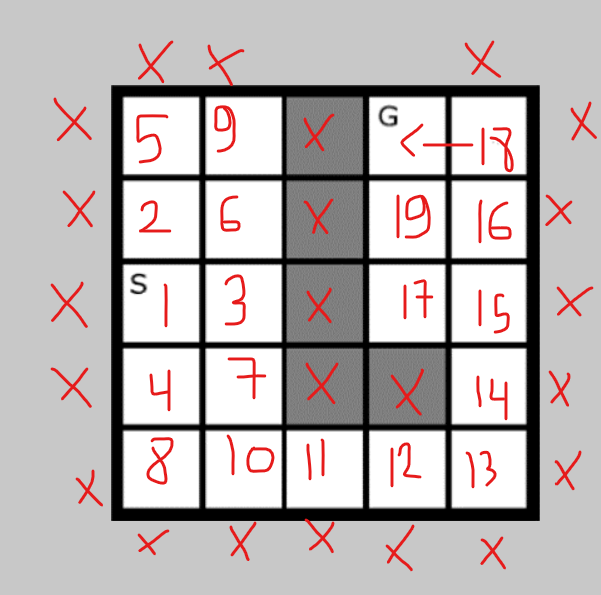 X X X
X 5 9 X G ← 18 X
X 2 6 X 19 16 X
X S 1 3 X 17 15 X
X 4 7 X X 14 X
X 8 10 11 12 13 X
X X X X X